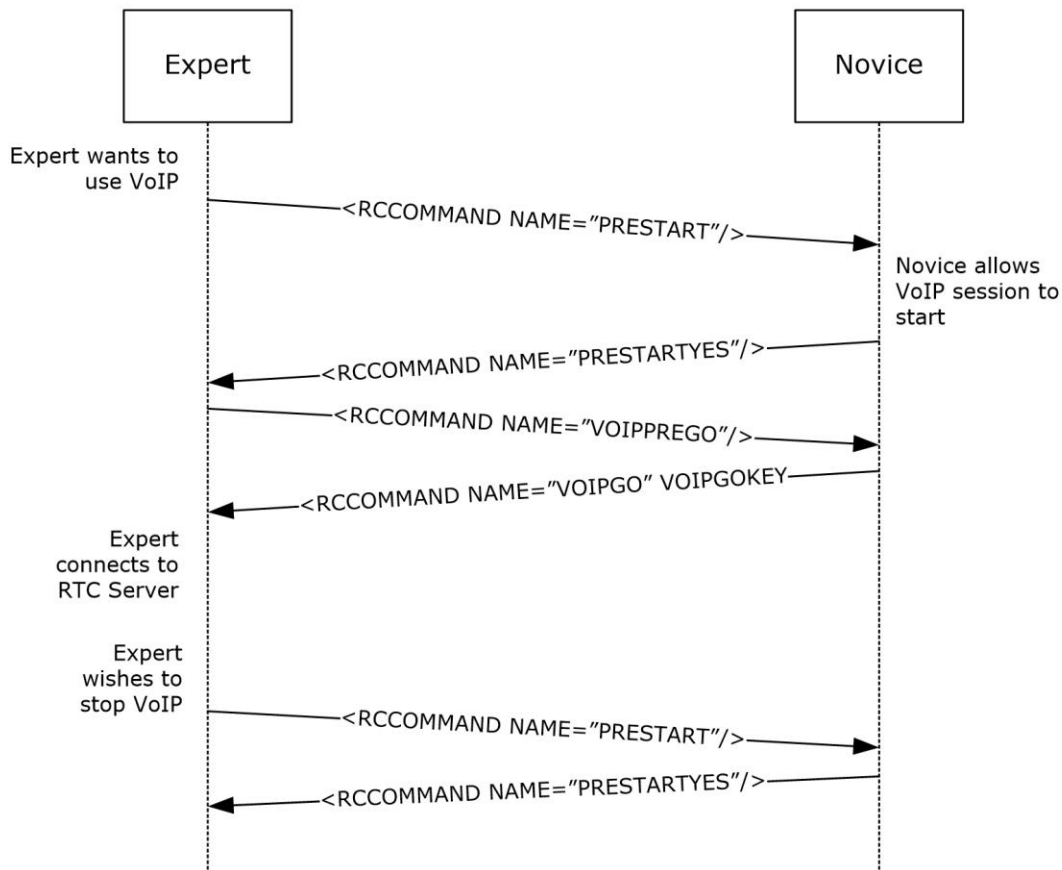 Expert
Novice
Expert wants to
use VoIP
<RCCOMMAND NAME=”PRESTART”/>
Novice allows
VoIP session to
start
<RCCOMMAND NAME=”PRESTARTYES”/>
<RCCOMMAND NAME=”VOIPPREGO”/>
<RCCOMMAND NAME=”VOIPGO” VOIPGOKEY
Expert
connects to
RTC Server
Expert
wishes to
stop VoIP
<RCCOMMAND NAME=”PRESTART”/>
<RCCOMMAND NAME=”PRESTARTYES”/>